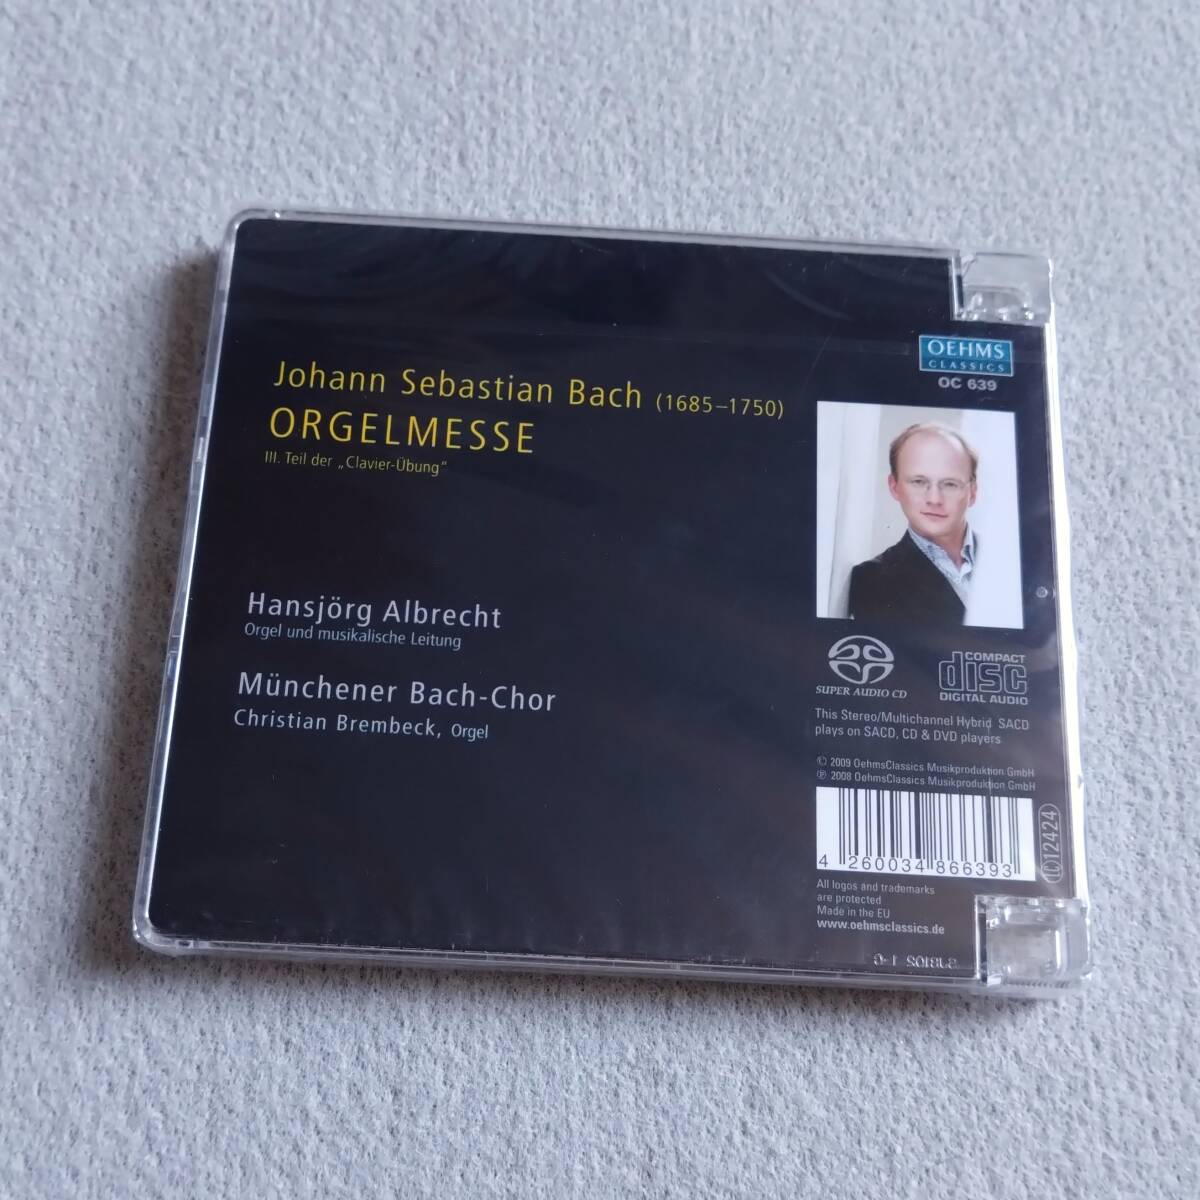 Johann Sebastian Bach (1685–1750)
ORGELMESSE
III. Teil der „Clavier-Übung“
Hansjörg Albrecht
Orgel und musikalische Leitung
Münchener Bach-Chor
Christian Brembeck, Orgel
OEHMS
CLASSICS
OC 639
SUPER AUDIO CD
COMPACT
disc
DIGITAL AUDIO
This Stereo/Multichannel Hybrid SACD
plays on SACD, CD & DVD players
© 2009 OehmsClassics Musikproduktion GmbH
℗ 2008 OehmsClassics Musikproduktion GmbH
4 260034 866393
LC 12424
All logos and trademarks
are protected
Made in the EU
www.oehmsclassics.de